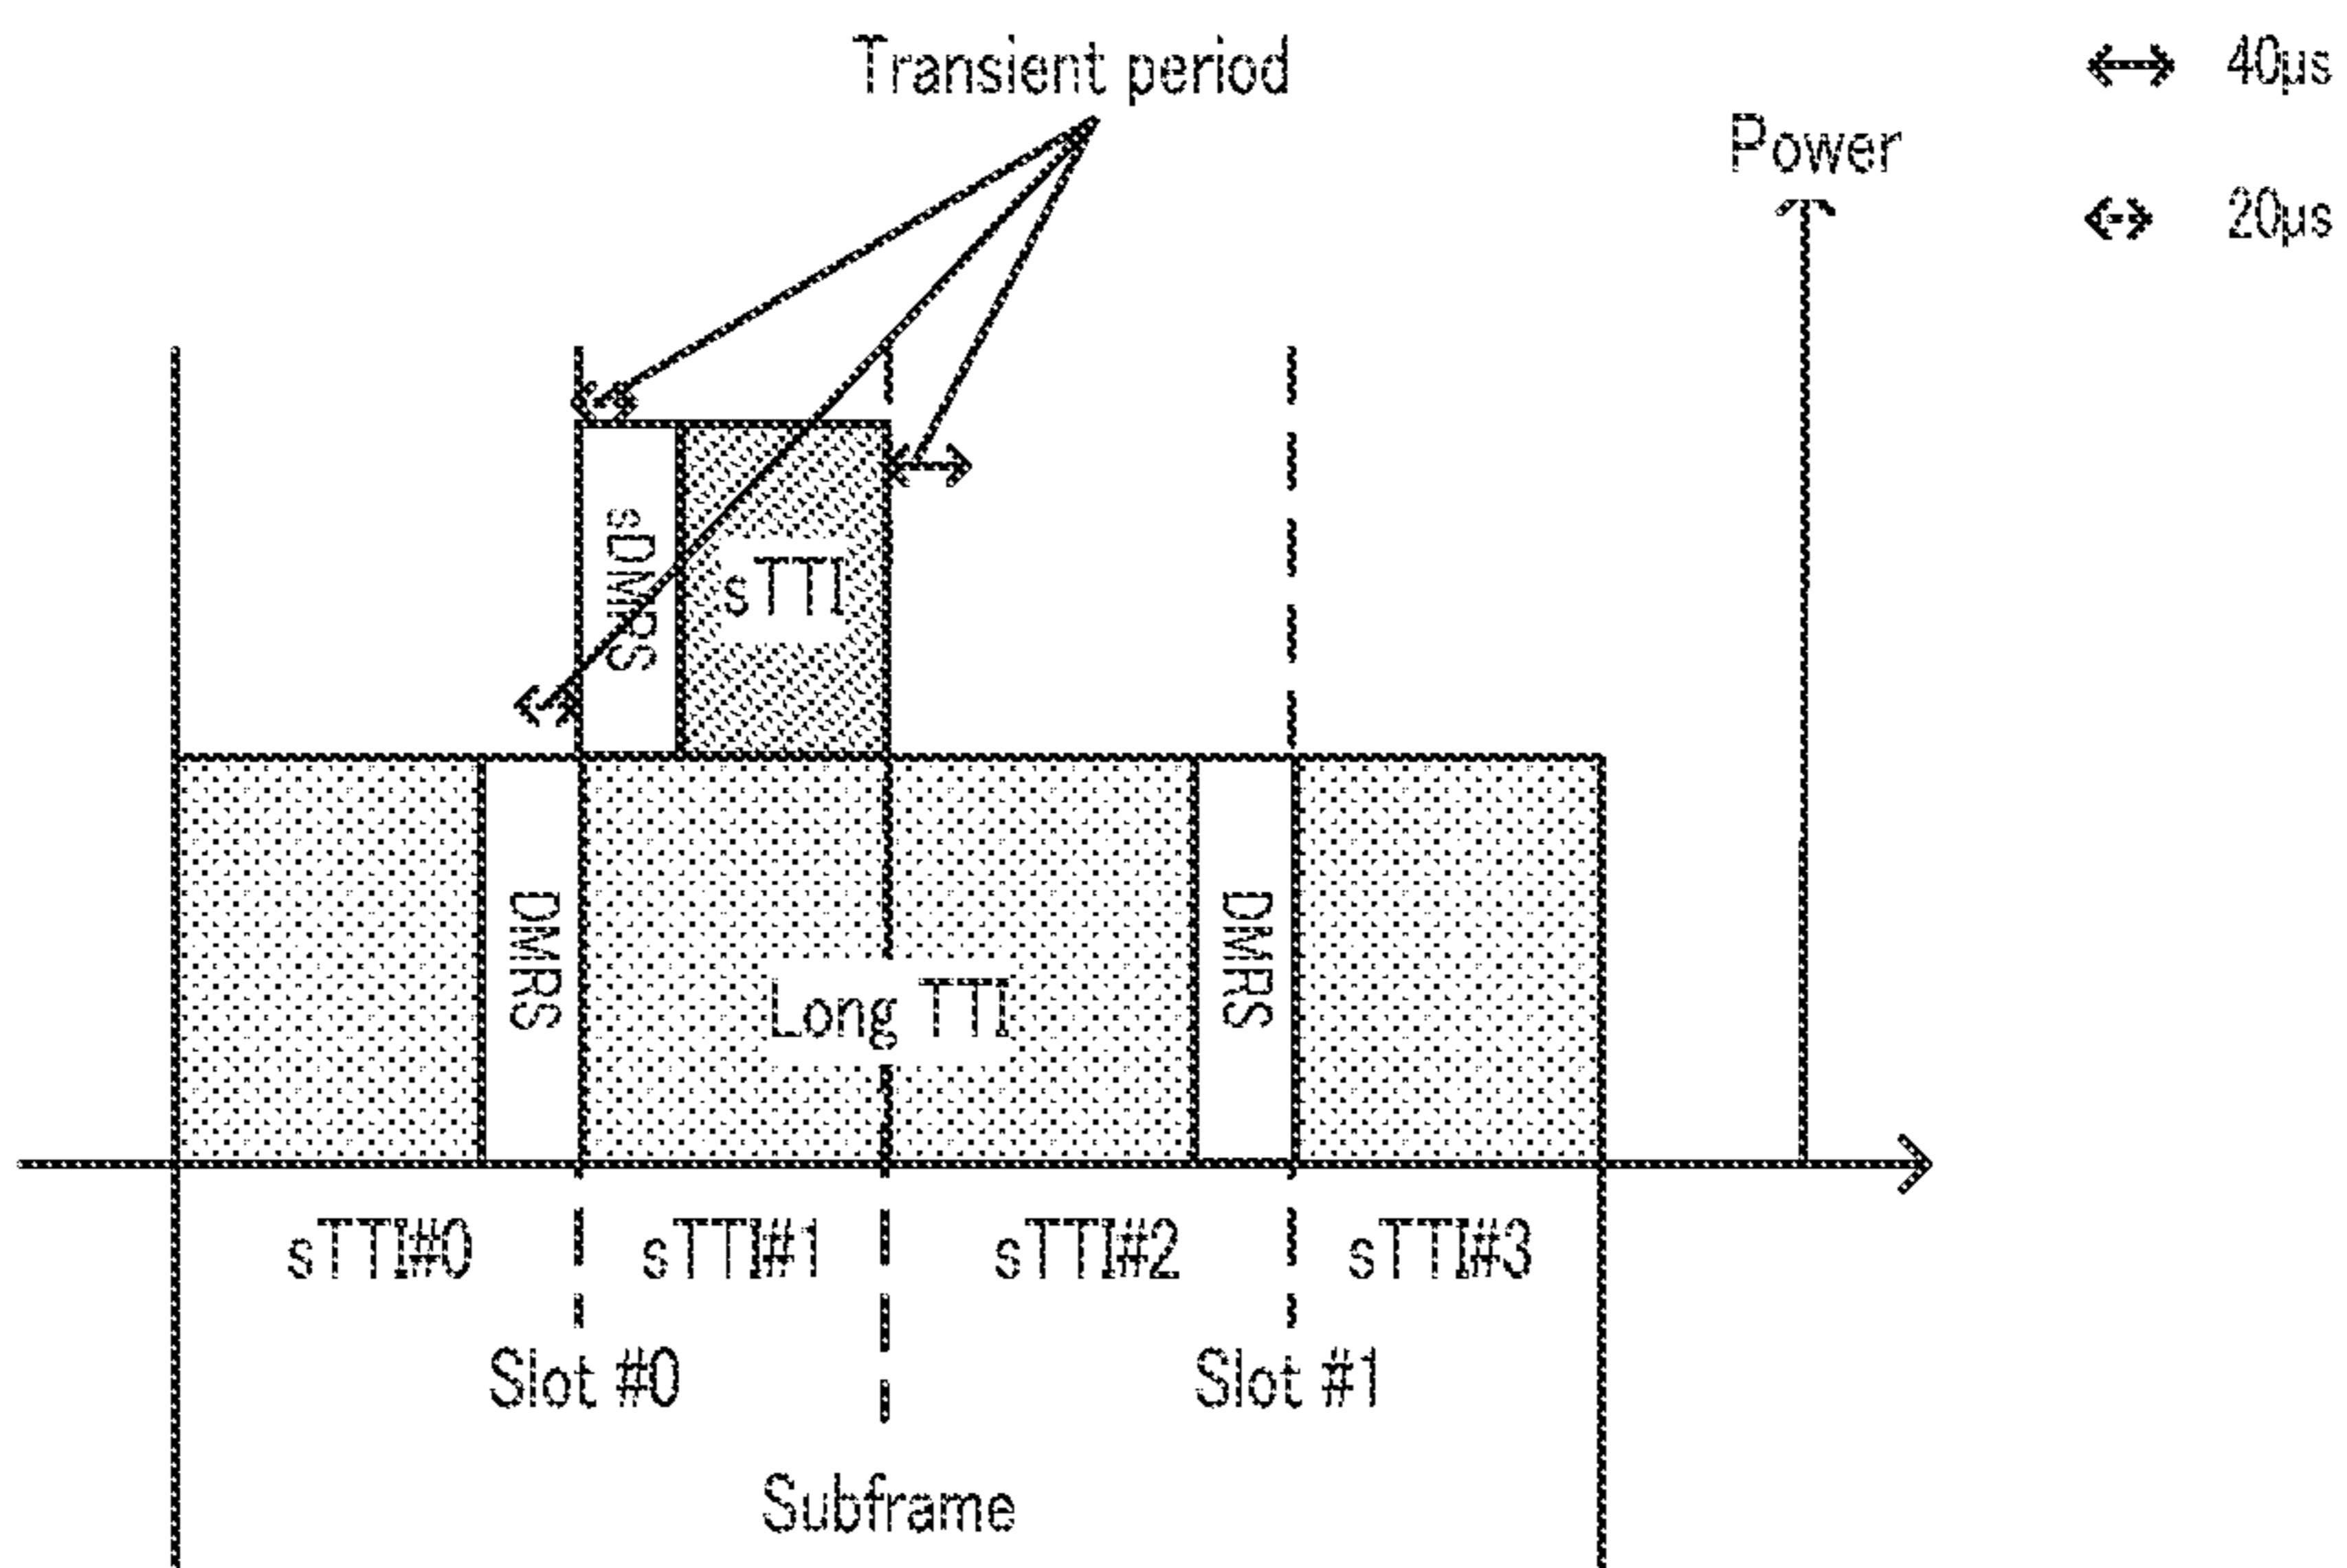 Transient period
40μs
Power
20μs
sDMRS
sTTI
DMRS
Long TTI
DMRS
sTTI#0
sTTI#1
sTTI#2
sTTI#3
Slot #0
Slot #1
Subframe